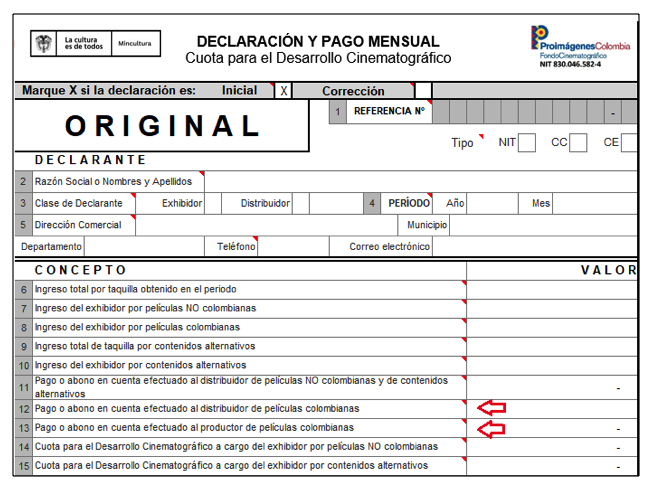 La cultura
es de todos
Mincultura
DECLARACIÓN Y PAGO MENSUAL
Cuota para el Desarrollo Cinematográfico
ProimágenesColombia
FondoCinematográfico
NIT 830.046.582-4
Marque X si la declaración es: Inicial X Corrección
ORIGINAL
1 REFERENCIA Nº -
Tipo NIT CC CE
DECLARANTE
2 Razón Social o Nombres y Apellidos
3 Clase de Declarante Exhibidor Distribuidor 4 PERÍODO Año Mes
5 Dirección Comercial Municipio
Departamento Teléfono Correo electrónico
CONCEPTO VALOR
6 Ingreso total por taquilla obtenido en el periodo
7 Ingreso del exhibidor por películas NO colombianas
8 Ingreso del exhibidor por películas colombianas
9 Ingreso total de taquilla por contenidos alternativos
10 Ingreso del exhibidor por contenidos alternativos
11 Pago o abono en cuenta efectuado al distribuidor de películas NO colombianas y de contenidos
alternativos -
12 Pago o abono en cuenta efectuado al distribuidor de películas colombianas
13 Pago o abono en cuenta efectuado al productor de películas colombianas -
14 Cuota para el Desarrollo Cinematográfico a cargo del exhibidor por películas NO colombianas -
15 Cuota para el Desarrollo Cinematográfico a cargo del exhibidor por contenidos alternativos -